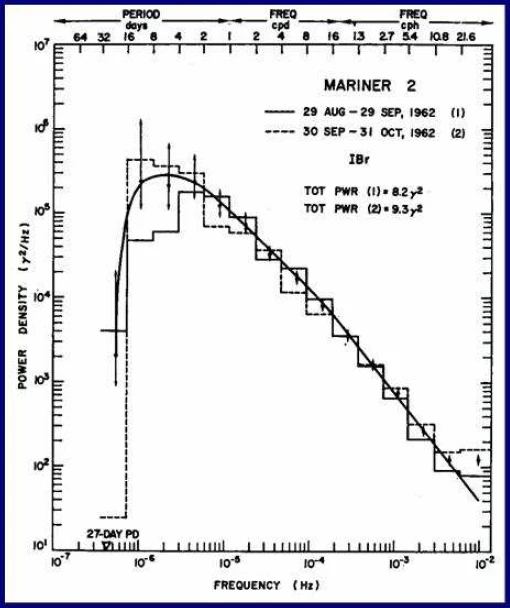 PERIOD FREQ FREQ
days cpd cph
64 32 16 8 4 2 1 2 4 8 16 1.3 2.7 5.4 10.8 21.6
10⁷
MARINER 2
29 AUG – 29 SEP, 1962 (1)
30 SEP – 31 OCT, 1962 (2)
10⁶
IBr
TOT PWR (1) = 8.2γ²
TOT PWR (2) = 9.3γ²
10⁵
POWER DENSITY (γ²/Hz)
10⁴
10³
10²
27-DAY PD
10¹
10⁻⁷ 10⁻⁶ 10⁻⁵ 10⁻⁴ 10⁻³ 10⁻²
FREQUENCY (Hz)